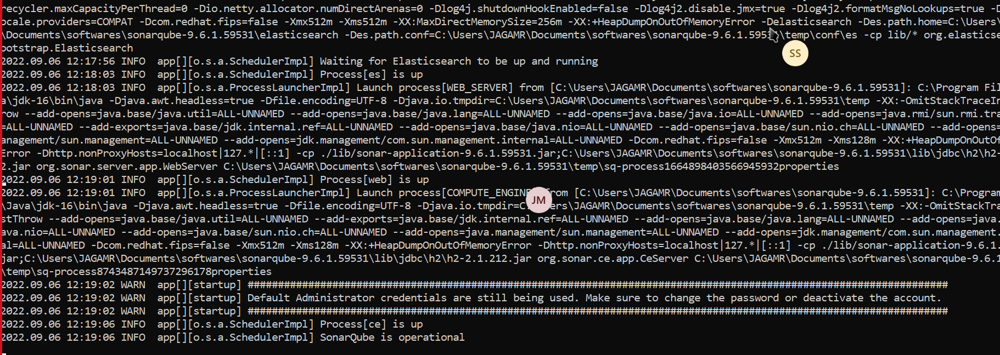 recycler.maxCapacityPerThread=0 -Dio.netty.allocator.numDirectArenas=0 -Dlog4j.shutdownHookEnabled=false -Dlog4j2.disable.jmx=true -Dlog4j2.formatMsgNoLookups=true -D
ocale.providers=COMPAT -Dcom.redhat.fips=false -Xmx512m -Xms512m -XX:MaxDirectMemorySize=256m -XX:+HeapDumpOnOutOfMemoryError -Delasticsearch -Des.path.home=C:\Users\
\Documents\softwares\sonarqube-9.6.1.59531\elasticsearch -Des.path.conf=C:\Users\JAGAMR\Documents\softwares\sonarqube-9.6.1.5953 \temp\conf\es -cp lib/* org.elasticse
ootstrap.Elasticsearch
SS
2022.09.06 12:17:56 INFO  app[][o.s.a.SchedulerImpl] Waiting for Elasticsearch to be up and running
2022.09.06 12:18:03 INFO  app[][o.s.a.SchedulerImpl] Process[es] is up
2022.09.06 12:18:03 INFO  app[][o.s.a.ProcessLauncherImpl] Launch process[WEB_SERVER] from [C:\Users\JAGAMR\Documents\softwares\sonarqube-9.6.1.59531]: C:\Program Fil
a\jdk-16\bin\java -Djava.awt.headless=true -Dfile.encoding=UTF-8 -Djava.io.tmpdir=C:\Users\JAGAMR\Documents\softwares\sonarqube-9.6.1.59531\temp -XX:-OmitStackTraceIn
row --add-opens=java.base/java.util=ALL-UNNAMED --add-opens=java.base/java.lang=ALL-UNNAMED --add-opens=java.base/java.io=ALL-UNNAMED --add-opens=java.rmi/sun.rmi.tra
=ALL-UNNAMED --add-exports=java.base/jdk.internal.ref=ALL-UNNAMED --add-opens=java.base/java.nio=ALL-UNNAMED --add-opens=java.base/sun.nio.ch=ALL-UNNAMED --add-opens=
anagement/sun.management=ALL-UNNAMED --add-opens=jdk.management/com.sun.management.internal=ALL-UNNAMED -Dcom.redhat.fips=false -Xmx512m -Xms128m -XX:+HeapDumpOnOutOf
Error -Dhttp.nonProxyHosts=localhost|127.*|[::1] -cp ./lib/sonar-application-9.6.1.59531.jar;C:\Users\JAGAMR\Documents\softwares\sonarqube-9.6.1.59531\lib\jdbc\h2\h2-
2.jar org.sonar.server.app.WebServer C:\Users\JAGAMR\Documents\softwares\sonarqube-9.6.1.59531\temp\sq-process1664898403566945932properties
2022.09.06 12:19:01 INFO  app[][o.s.a.SchedulerImpl] Process[web] is up
2022.09.06 12:19:01 INFO  app[][o.s.a.ProcessLauncherImpl] Launch process[COMPUTE_ENGINE] from [C:\Users\JAGAMR\Documents\softwares\sonarqube-9.6.1.59531]: C:\Program
JM
\Java\jdk-16\bin\java -Djava.awt.headless=true -Dfile.encoding=UTF-8 -Djava.io.tmpdir=C:\Users\JAGAMR\Documents\softwares\sonarqube-9.6.1.59531\temp -XX:-OmitStackTra
stThrow --add-opens=java.base/java.util=ALL-UNNAMED --add-exports=java.base/jdk.internal.ref=ALL-UNNAMED --add-opens=java.base/java.lang=ALL-UNNAMED --add-opens=java.
ava.nio=ALL-UNNAMED --add-opens=java.base/sun.nio.ch=ALL-UNNAMED --add-opens=java.management/sun.management=ALL-UNNAMED --add-opens=jdk.management/com.sun.management.
al=ALL-UNNAMED -Dcom.redhat.fips=false -Xmx512m -Xms128m -XX:+HeapDumpOnOutOfMemoryError -Dhttp.nonProxyHosts=localhost|127.*|[::1] -cp ./lib/sonar-application-9.6.1.
jar;C:\Users\JAGAMR\Documents\softwares\sonarqube-9.6.1.59531\lib\jdbc\h2\h2-2.1.212.jar org.sonar.ce.app.CeServer C:\Users\JAGAMR\Documents\softwares\sonarqube-9.6.1
\temp\sq-process8743487149737296178properties
2022.09.06 12:19:02 WARN  app[][startup] ####################################################################################################################
2022.09.06 12:19:02 WARN  app[][startup] Default Administrator credentials are still being used. Make sure to change the password or deactivate the account.
2022.09.06 12:19:02 WARN  app[][startup] ####################################################################################################################
2022.09.06 12:19:06 INFO  app[][o.s.a.SchedulerImpl] Process[ce] is up
2022.09.06 12:19:06 INFO  app[][o.s.a.SchedulerImpl] SonarQube is operational